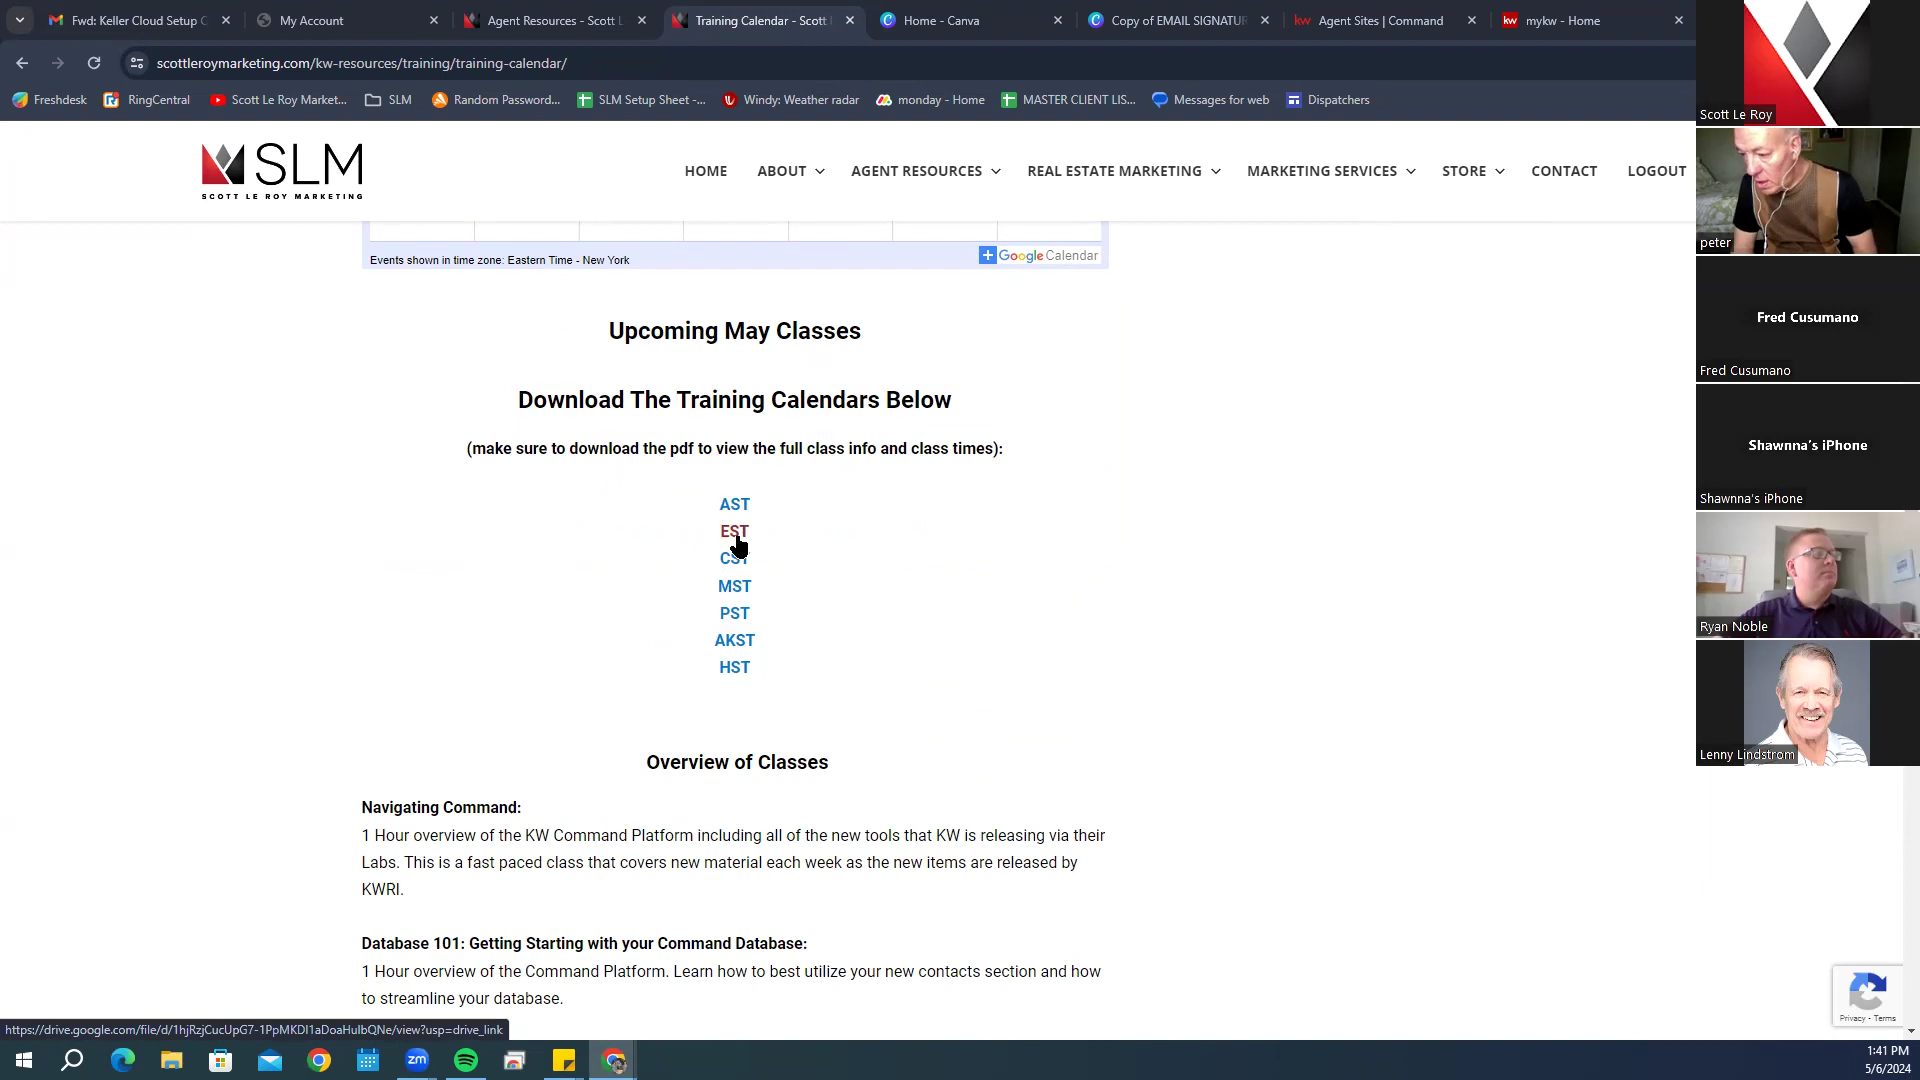 Fwd: Keller Cloud Setup C
My Account
Agent Resources - Scott L
Training Calendar - Scott
Home - Canva
Copy of EMAIL SIGNATUR
kw Agent Sites | Command
kw mykw - Home
scottleroymarketing.com/kw-resources/training/training-calendar/
Freshdesk
RingCentral
Scott Le Roy Market...
SLM
Random Password...
SLM Setup Sheet -...
Windy: Weather radar
monday - Home
MASTER CLIENT LIS...
Messages for web
Dispatchers
SLM
SCOTT LE ROY MARKETING
HOME
ABOUT
AGENT RESOURCES
REAL ESTATE MARKETING
MARKETING SERVICES
STORE
CONTACT
LOGOUT
Events shown in time zone: Eastern Time - New York
Google Calendar
Upcoming May Classes
Download The Training Calendars Below
(make sure to download the pdf to view the full class info and class times):
AST
EST
CST
MST
PST
AKST
HST
Overview of Classes
Navigating Command:
1 Hour overview of the KW Command Platform including all of the new tools that KW is releasing via their
Labs. This is a fast paced class that covers new material each week as the new items are released by
KWRI.
Database 101: Getting Starting with your Command Database:
1 Hour overview of the Command Platform. Learn how to best utilize your new contacts section and how
to streamline your database.
https://drive.google.com/file/d/1hjRzjCucUpG7-1PpMKDI1aDoaHulbQNe/view?usp=drive_link
Privacy - Terms
zm
1:41 PM
5/6/2024
Scott Le Roy
peter
Fred Cusumano
Fred Cusumano
Shawnna's iPhone
Shawnna's iPhone
Ryan Noble
Lenny Lindstrom